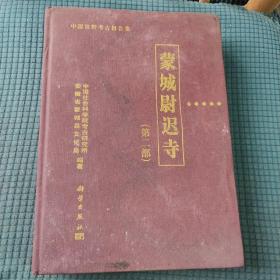 中国田野考古报告集
蒙城尉迟寺
(第二部)
中国社会科学院考古研究所
安徽省蒙城县文化局 编著
科学出版社